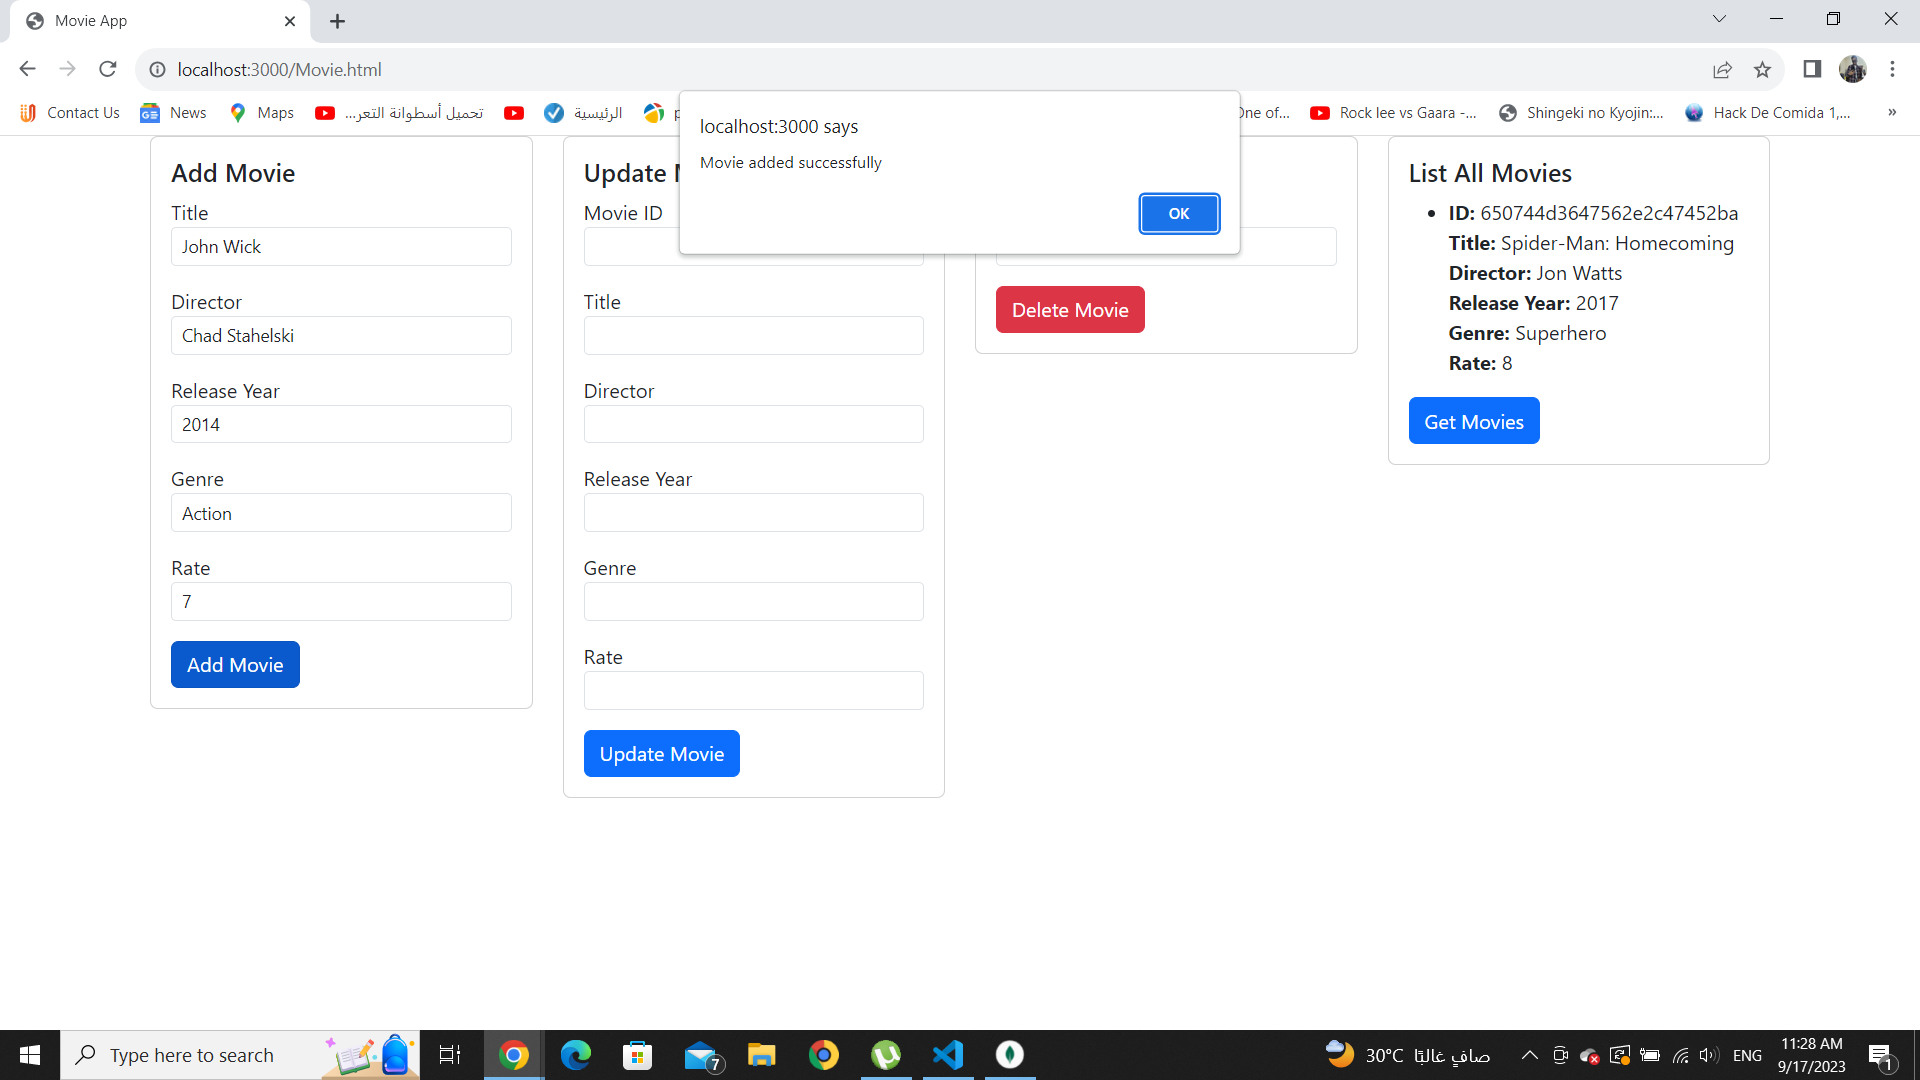 Movie App
localhost:3000/Movie.html
Contact Us
News
Maps
تحميل أسطوانة التعر...
الرئيسية
One of...
Rock lee vs Gaara -...
Shingeki no Kyojin:...
Hack De Comida 1,...
»
localhost:3000 says
Movie added successfully
OK
Add Movie
Title
John Wick
Director
Chad Stahelski
Release Year
2014
Genre
Action
Rate
7
Add Movie
Update
Movie ID
Title
Director
Release Year
Genre
Rate
Update Movie
Delete Movie
List All Movies
• ID: 650744d3647562e2c47452ba
Title: Spider-Man: Homecoming
Director: Jon Watts
Release Year: 2017
Genre: Superhero
Rate: 8
Get Movies
Type here to search
7
30°C صافٍ غالبًا
ENG
11:28 AM
9/17/2023
1